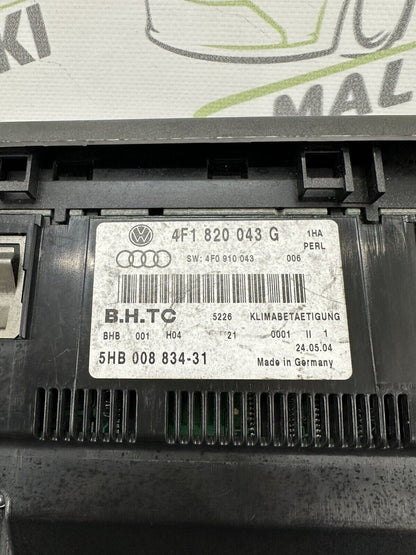 KI
MAL
4F1 820 043 G 1HA
PERL
SW: 4F0 910 043 006
B.H.TC 5226 KLIMABETAETIGUNG
BHB 001 H04 21 0001 II 1
24.05.04
5HB 008 834-31 Made in Germany